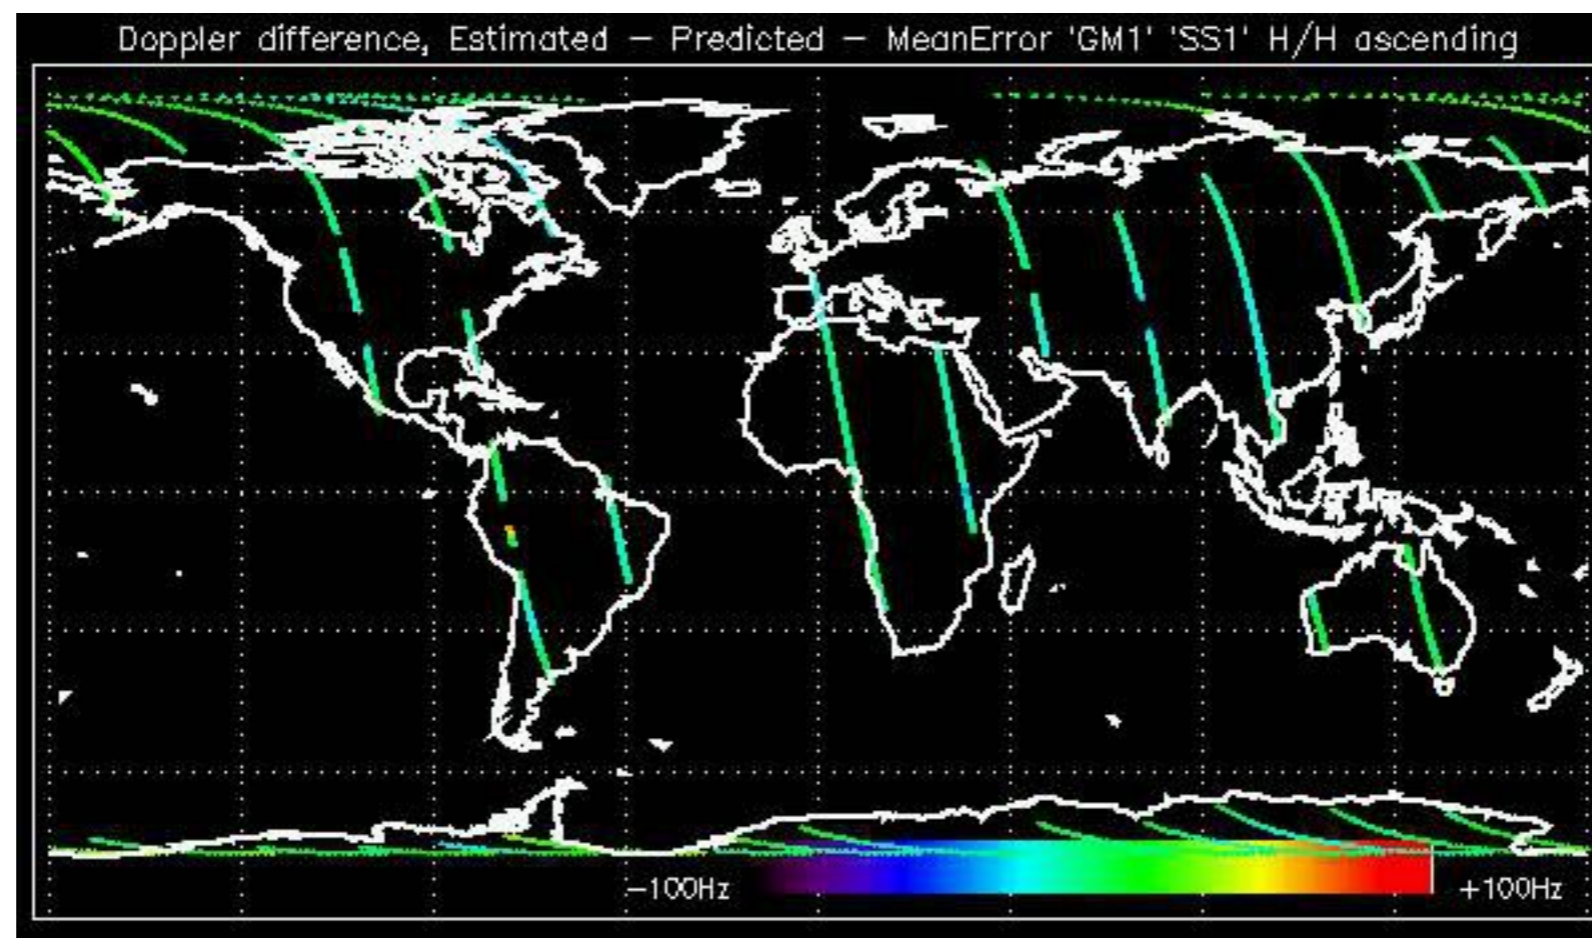 Doppler difference, Estimated — Predicted — MeanError 'GM1' 'SS1' H/H ascending
−100Hz
+100Hz